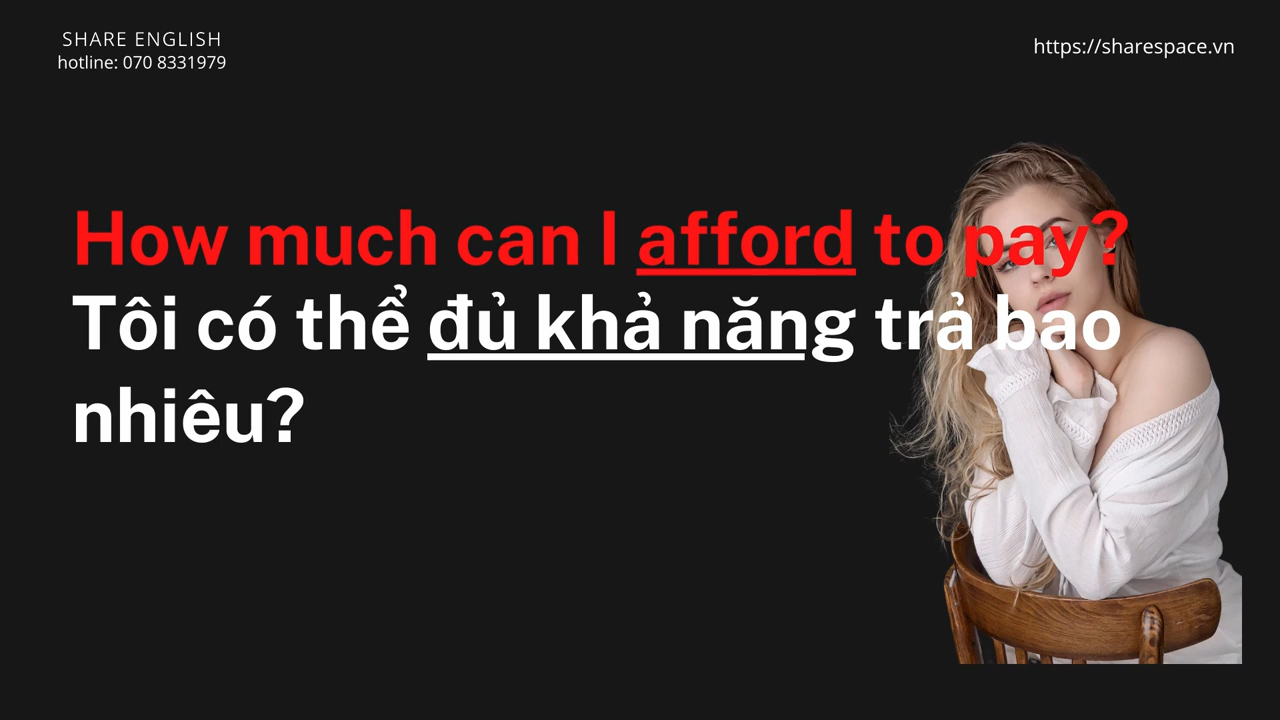 SHARE ENGLISH
hotline: 070 8331979
https://sharespace.vn
How much can I afford to pay?
Tôi có thể đủ khả năng trả bao
nhiêu?